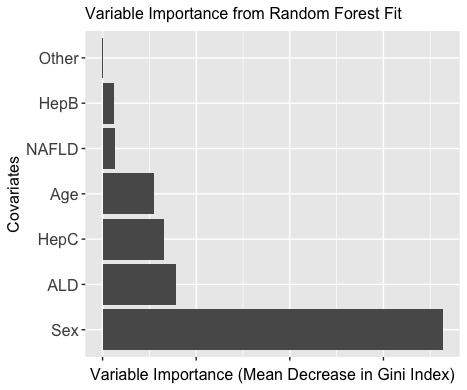 Variable Importance from Random Forest Fit
Other
HepB
NAFLD
Age
HepC
ALD
Sex
Covariates
Variable Importance (Mean Decrease in Gini Index)